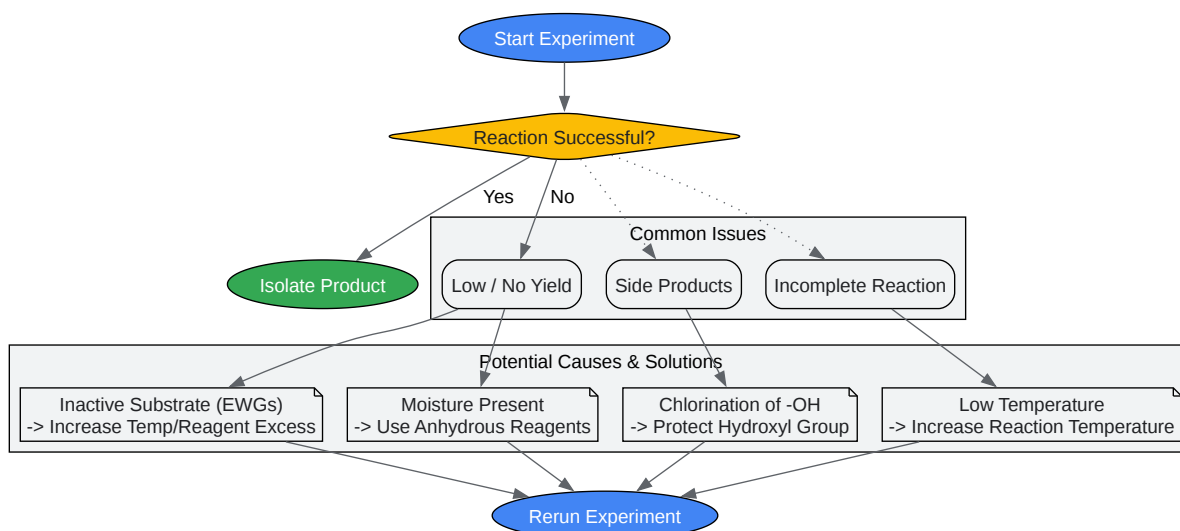 Start Experiment
Reaction Successful?
Yes
No
Common Issues
Isolate Product
Low / No Yield
Side Products
Incomplete Reaction
Potential Causes & Solutions
Inactive Substrate (EWGs)
-> Increase Temp/Reagent Excess
Moisture Present
-> Use Anhydrous Reagents
Chlorination of -OH
-> Protect Hydroxyl Group
Low Temperature
-> Increase Reaction Temperature
Rerun Experiment